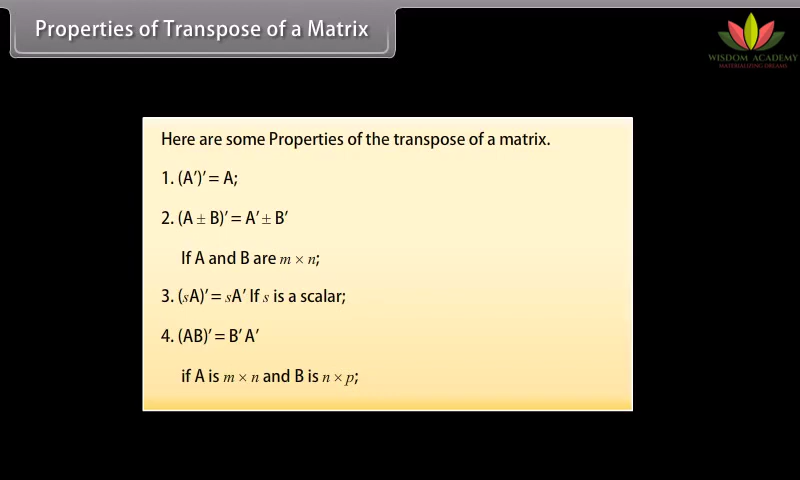 Properties of Transpose of a Matrix
WISDOM ACADEMY
MATERIALIZING DREAMS
Here are some Properties of the transpose of a matrix.
1. (A′)′ = A;
2. (A ± B)′ = A′ ± B′
If A and B are m × n;
3. (sA)′ = sA′ If s is a scalar;
4. (AB)′ = B′ A′
if A is m × n and B is n × p;